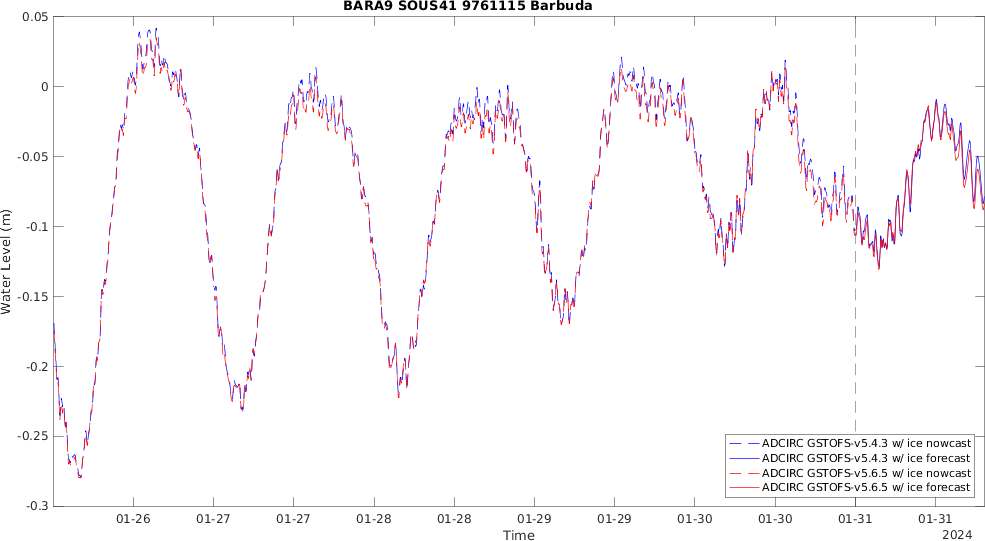 BARA9 SOUS41 9761115 Barbuda
0.05
0
-0.05
-0.1
-0.15
-0.2
-0.25
-0.3
Water Level (m)
ADCIRC GSTOFS-v5.4.3 w/ ice nowcast
ADCIRC GSTOFS-v5.4.3 w/ ice forecast
ADCIRC GSTOFS-v5.6.5 w/ ice nowcast
ADCIRC GSTOFS-v5.6.5 w/ ice forecast
01-26 01-27 01-27 01-28 01-28 01-29 01-29 01-30 01-30 01-31 01-31
Time
2024